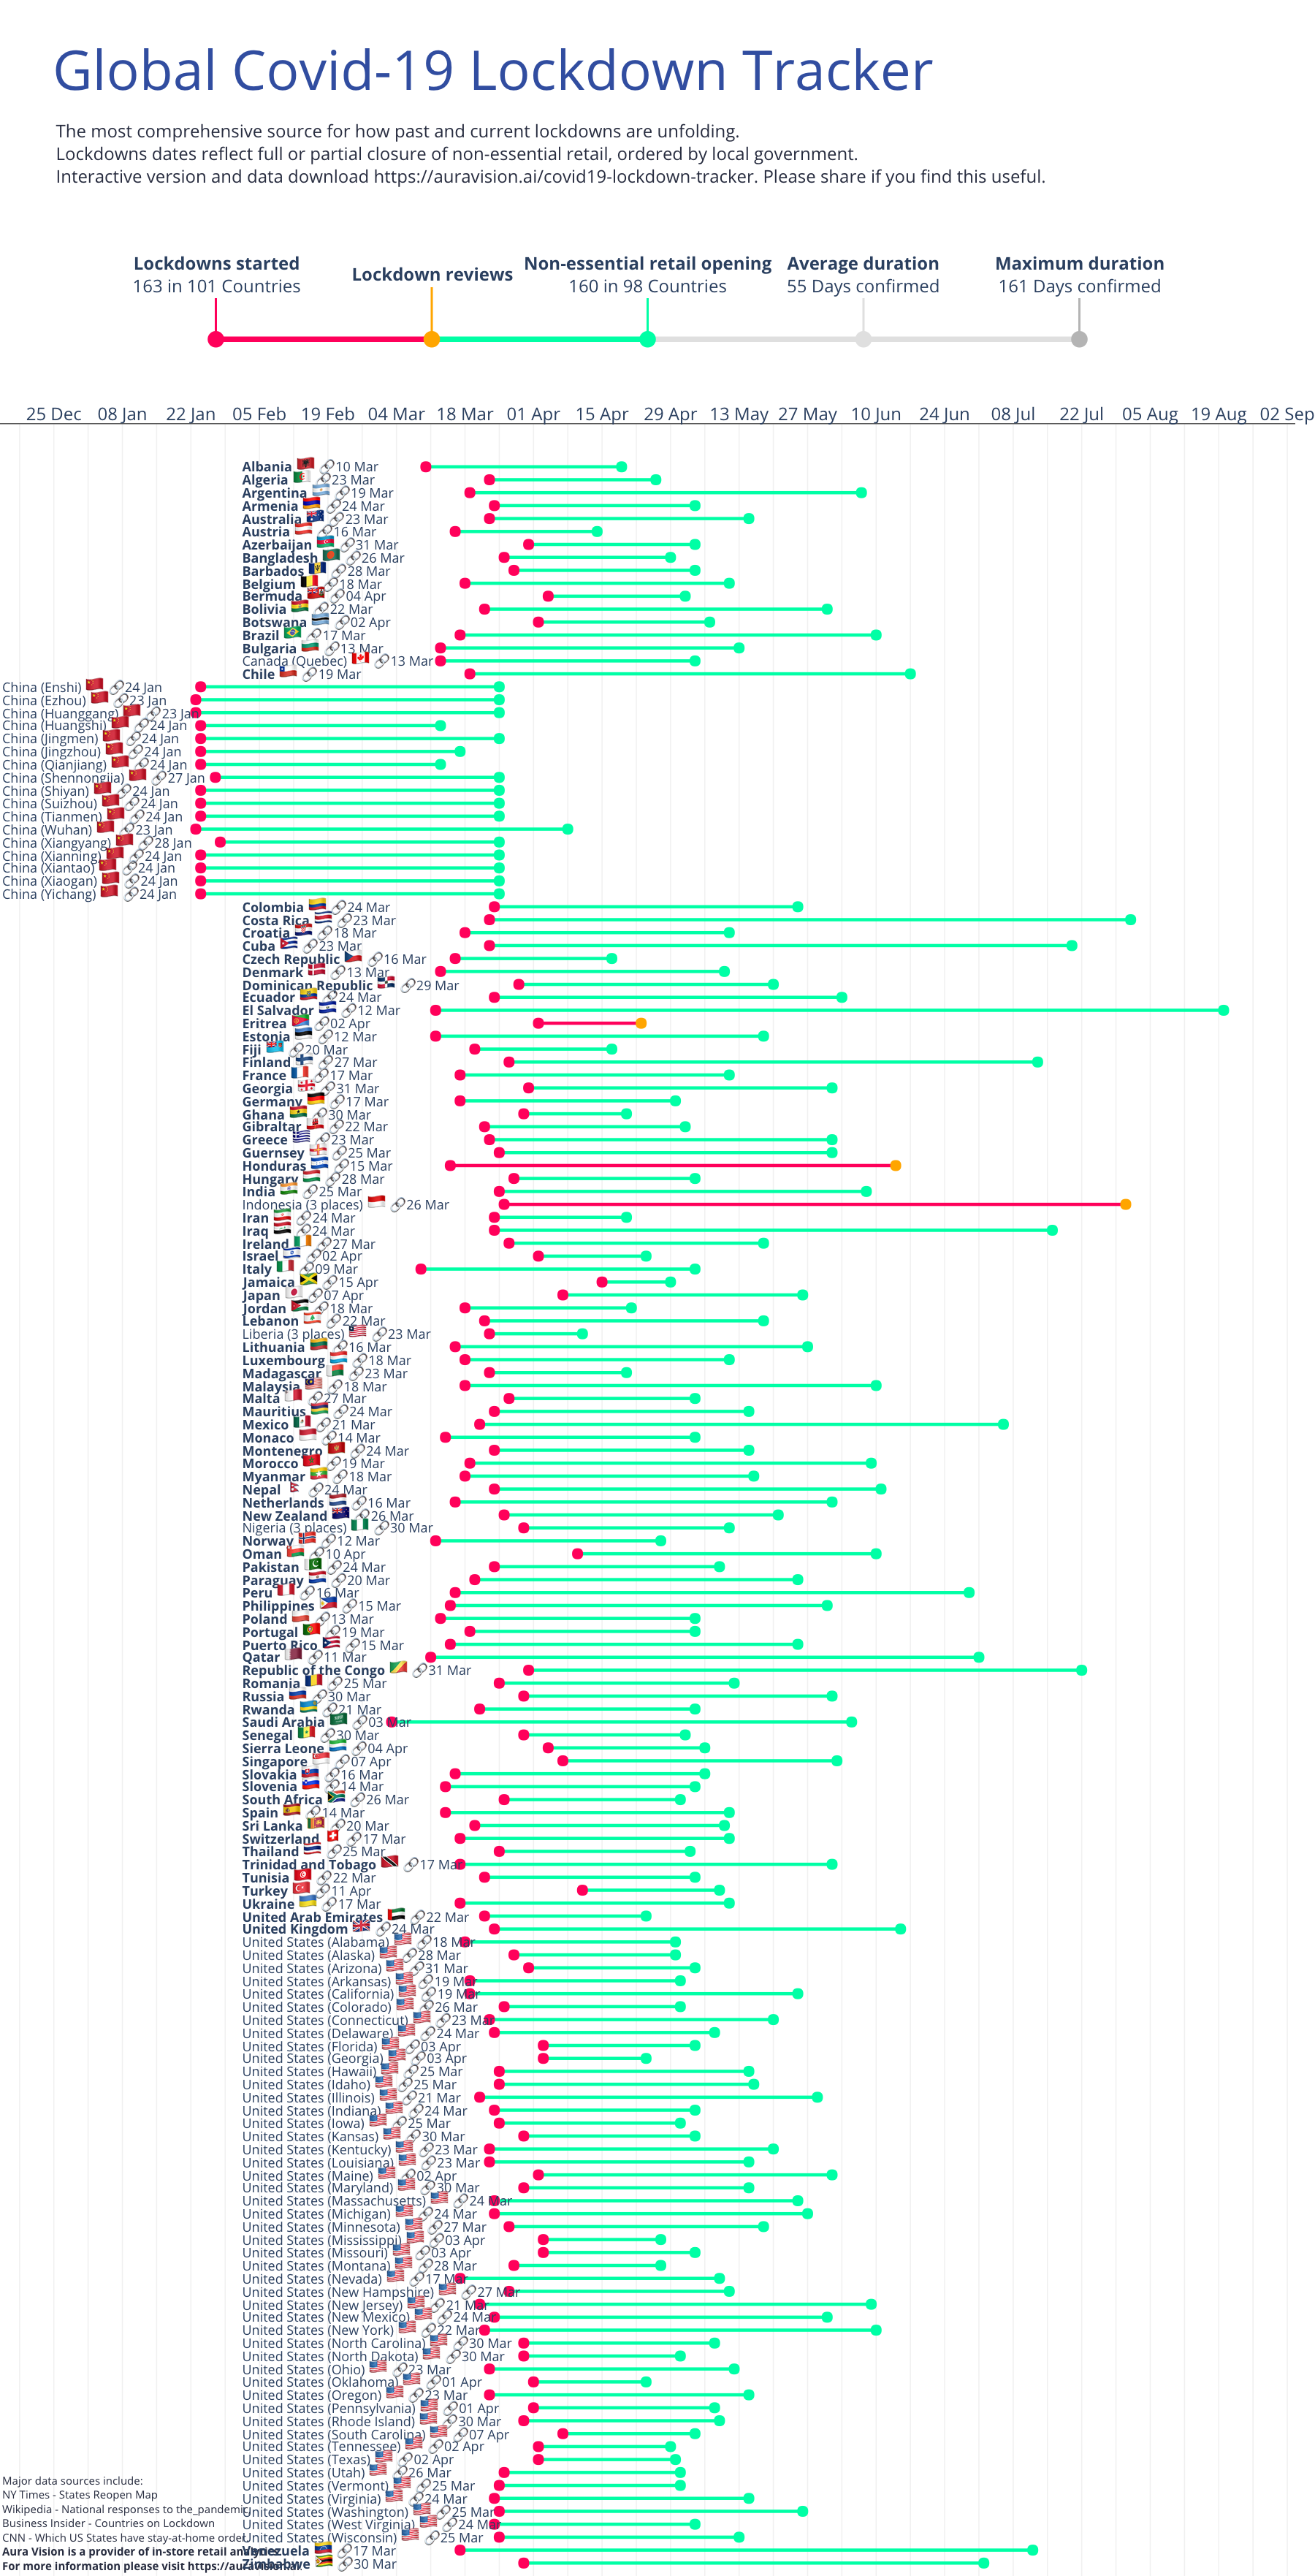 Global Covid-19 Lockdown Tracker
The most comprehensive source for how past and current lockdowns are unfolding.
Lockdowns dates reflect full or partial closure of non-essential retail, ordered by local government.
Interactive version and data download https://auravision.ai/covid19-lockdown-tracker. Please share if you find this useful.
Lockdowns started
163 in 101 Countries
Lockdown reviews
Non-essential retail opening
160 in 98 Countries
Average duration
55 Days confirmed
Maximum duration
161 Days confirmed
25 Dec 08 Jan 22 Jan 05 Feb 19 Feb 04 Mar 18 Mar 01 Apr 15 Apr 29 Apr 13 May 27 May 10 Jun 24 Jun 08 Jul 22 Jul 05 Aug 19 Aug 02 Sep
Albania 10 Mar
Algeria 23 Mar
Argentina 19 Mar
Armenia 24 Mar
Australia 23 Mar
Austria 16 Mar
Azerbaijan 31 Mar
Bangladesh 26 Mar
Barbados 28 Mar
Belgium 18 Mar
Bermuda 04 Apr
Bolivia 22 Mar
Botswana 02 Apr
Brazil 17 Mar
Bulgaria 13 Mar
Canada (Quebec) 13 Mar
Chile 19 Mar
China (Enshi) 24 Jan
China (Ezhou) 23 Jan
China (Huanggang) 23 Jan
China (Huangshi) 24 Jan
China (Jingmen) 24 Jan
China (Jingzhou) 24 Jan
China (Qianjiang) 24 Jan
China (Shennongjia) 27 Jan
China (Shiyan) 24 Jan
China (Suizhou) 24 Jan
China (Tianmen) 24 Jan
China (Wuhan) 23 Jan
China (Xiangyang) 28 Jan
China (Xianning) 24 Jan
China (Xiantao) 24 Jan
China (Xiaogan) 24 Jan
China (Yichang) 24 Jan
Colombia 24 Mar
Costa Rica 23 Mar
Croatia 18 Mar
Cuba 23 Mar
Czech Republic 16 Mar
Denmark 13 Mar
Dominican Republic 29 Mar
Ecuador 24 Mar
El Salvador 12 Mar
Eritrea 02 Apr
Estonia 12 Mar
Fiji 20 Mar
Finland 27 Mar
France 17 Mar
Georgia 31 Mar
Germany 17 Mar
Ghana 30 Mar
Gibraltar 22 Mar
Greece 23 Mar
Guernsey 25 Mar
Honduras 15 Mar
Hungary 28 Mar
India 25 Mar
Indonesia (3 places) 26 Mar
Iran 24 Mar
Iraq 24 Mar
Ireland 27 Mar
Israel 02 Apr
Italy 09 Mar
Jamaica 15 Apr
Japan 07 Apr
Jordan 18 Mar
Lebanon 22 Mar
Liberia (3 places) 23 Mar
Lithuania 16 Mar
Luxembourg 18 Mar
Madagascar 23 Mar
Malaysia 18 Mar
Malta 27 Mar
Mauritius 24 Mar
Mexico 21 Mar
Monaco 14 Mar
Montenegro 24 Mar
Morocco 19 Mar
Myanmar 18 Mar
Nepal 24 Mar
Netherlands 16 Mar
New Zealand 26 Mar
Nigeria (3 places) 30 Mar
Norway 12 Mar
Oman 10 Apr
Pakistan 24 Mar
Paraguay 20 Mar
Peru 16 Mar
Philippines 15 Mar
Poland 13 Mar
Portugal 19 Mar
Puerto Rico 15 Mar
Qatar 11 Mar
Republic of the Congo 31 Mar
Romania 25 Mar
Russia 30 Mar
Rwanda 21 Mar
Saudi Arabia 03 Mar
Senegal 30 Mar
Sierra Leone 04 Apr
Singapore 07 Apr
Slovakia 16 Mar
Slovenia 14 Mar
South Africa 26 Mar
Spain 14 Mar
Sri Lanka 20 Mar
Switzerland 17 Mar
Thailand 25 Mar
Trinidad and Tobago 17 Mar
Tunisia 22 Mar
Turkey 11 Apr
Ukraine 17 Mar
United Arab Emirates 22 Mar
United Kingdom 24 Mar
United States (Alabama) 18 Mar
United States (Alaska) 28 Mar
United States (Arizona) 31 Mar
United States (Arkansas) 19 Mar
United States (California) 19 Mar
United States (Colorado) 26 Mar
United States (Connecticut) 23 Mar
United States (Delaware) 24 Mar
United States (Florida) 03 Apr
United States (Georgia) 03 Apr
United States (Hawaii) 25 Mar
United States (Idaho) 25 Mar
United States (Illinois) 21 Mar
United States (Indiana) 24 Mar
United States (Iowa) 25 Mar
United States (Kansas) 30 Mar
United States (Kentucky) 23 Mar
United States (Louisiana) 23 Mar
United States (Maine) 02 Apr
United States (Maryland) 30 Mar
United States (Massachusetts) 24 Mar
United States (Michigan) 24 Mar
United States (Minnesota) 27 Mar
United States (Mississippi) 03 Apr
United States (Missouri) 03 Apr
United States (Montana) 28 Mar
United States (Nevada) 17 Mar
United States (New Hampshire) 27 Mar
United States (New Jersey) 21 Mar
United States (New Mexico) 24 Mar
United States (New York) 22 Mar
United States (North Carolina) 30 Mar
United States (North Dakota) 30 Mar
United States (Ohio) 23 Mar
United States (Oklahoma) 01 Apr
United States (Oregon) 23 Mar
United States (Pennsylvania) 01 Apr
United States (Rhode Island) 30 Mar
United States (South Carolina) 07 Apr
United States (Tennessee) 02 Apr
United States (Texas) 02 Apr
United States (Utah) 26 Mar
United States (Vermont) 25 Mar
United States (Virginia) 24 Mar
United States (Washington) 25 Mar
United States (West Virginia) 24 Mar
United States (Wisconsin) 25 Mar
Venezuela 17 Mar
Zimbabwe 30 Mar
Major data sources include:
NY Times - States Reopen Map
Wikipedia - National responses to the_pandemic
Business Insider - Countries on Lockdown
CNN - Which US States have stay-at-home order
Aura Vision is a provider of in-store retail
For more information please visit